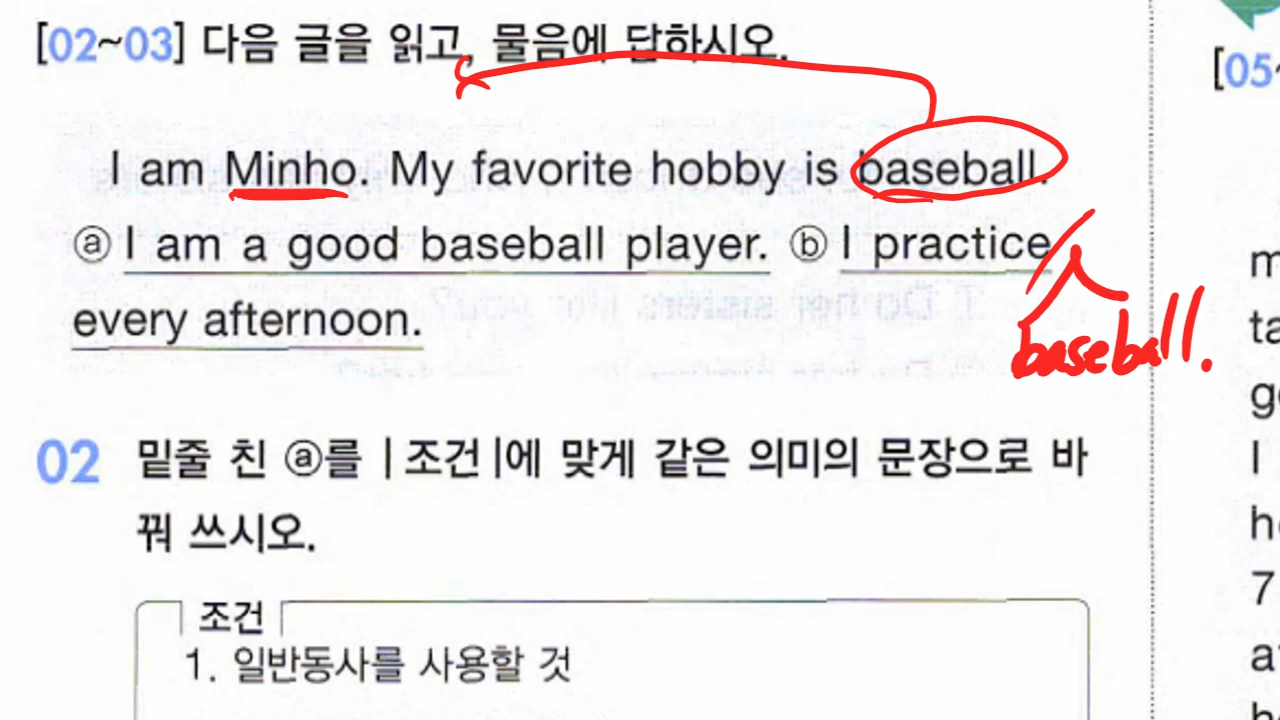 [02~03] 다음 글을 읽고, 물음에 답하시오.
[05
I am Minho. My favorite hobby is baseball.
ⓐ I am a good baseball player. ⓑ I practice
every afternoon.
baseball.
02 밑줄 친 ⓐ를 |조건|에 맞게 같은 의미의 문장으로 바
꿔 쓰시오.
조건
1. 일반동사를 사용할 것
I
7